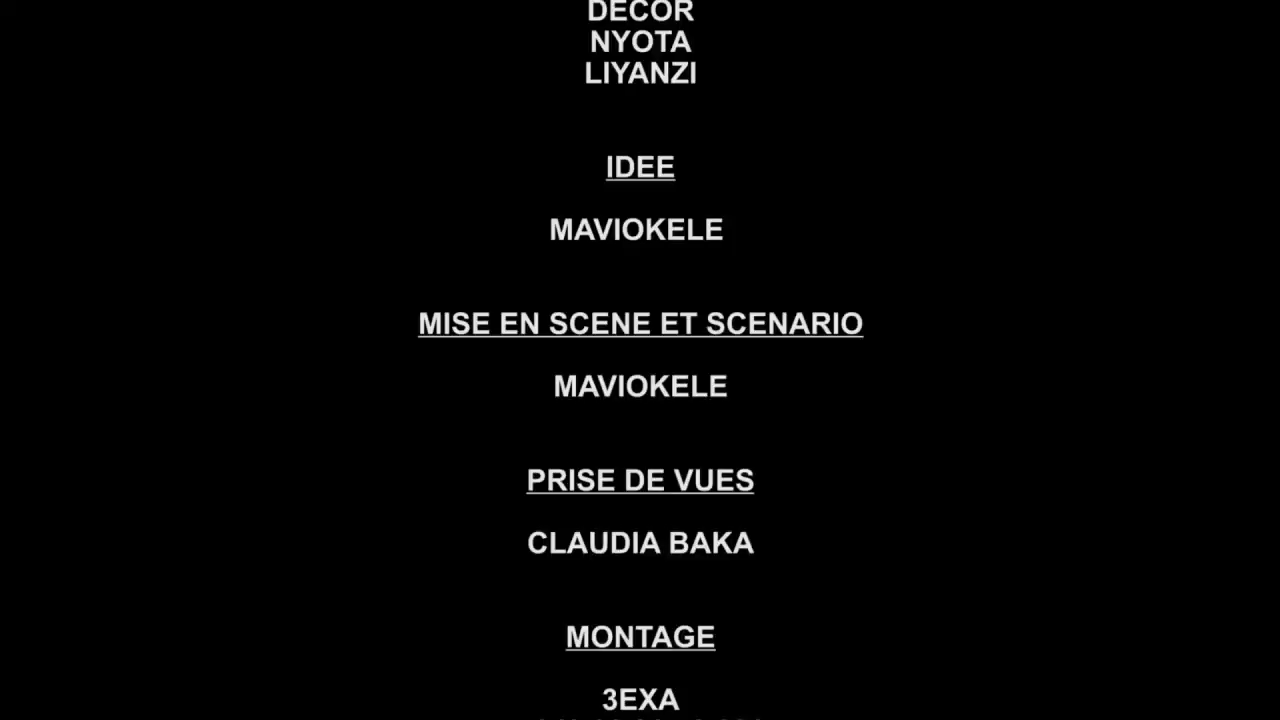 DECOR
NYOTA
LIYANZI
IDEE
MAVIOKELE
MISE EN SCENE ET SCENARIO
MAVIOKELE
PRISE DE VUES
CLAUDIA BAKA
MONTAGE
3EXA